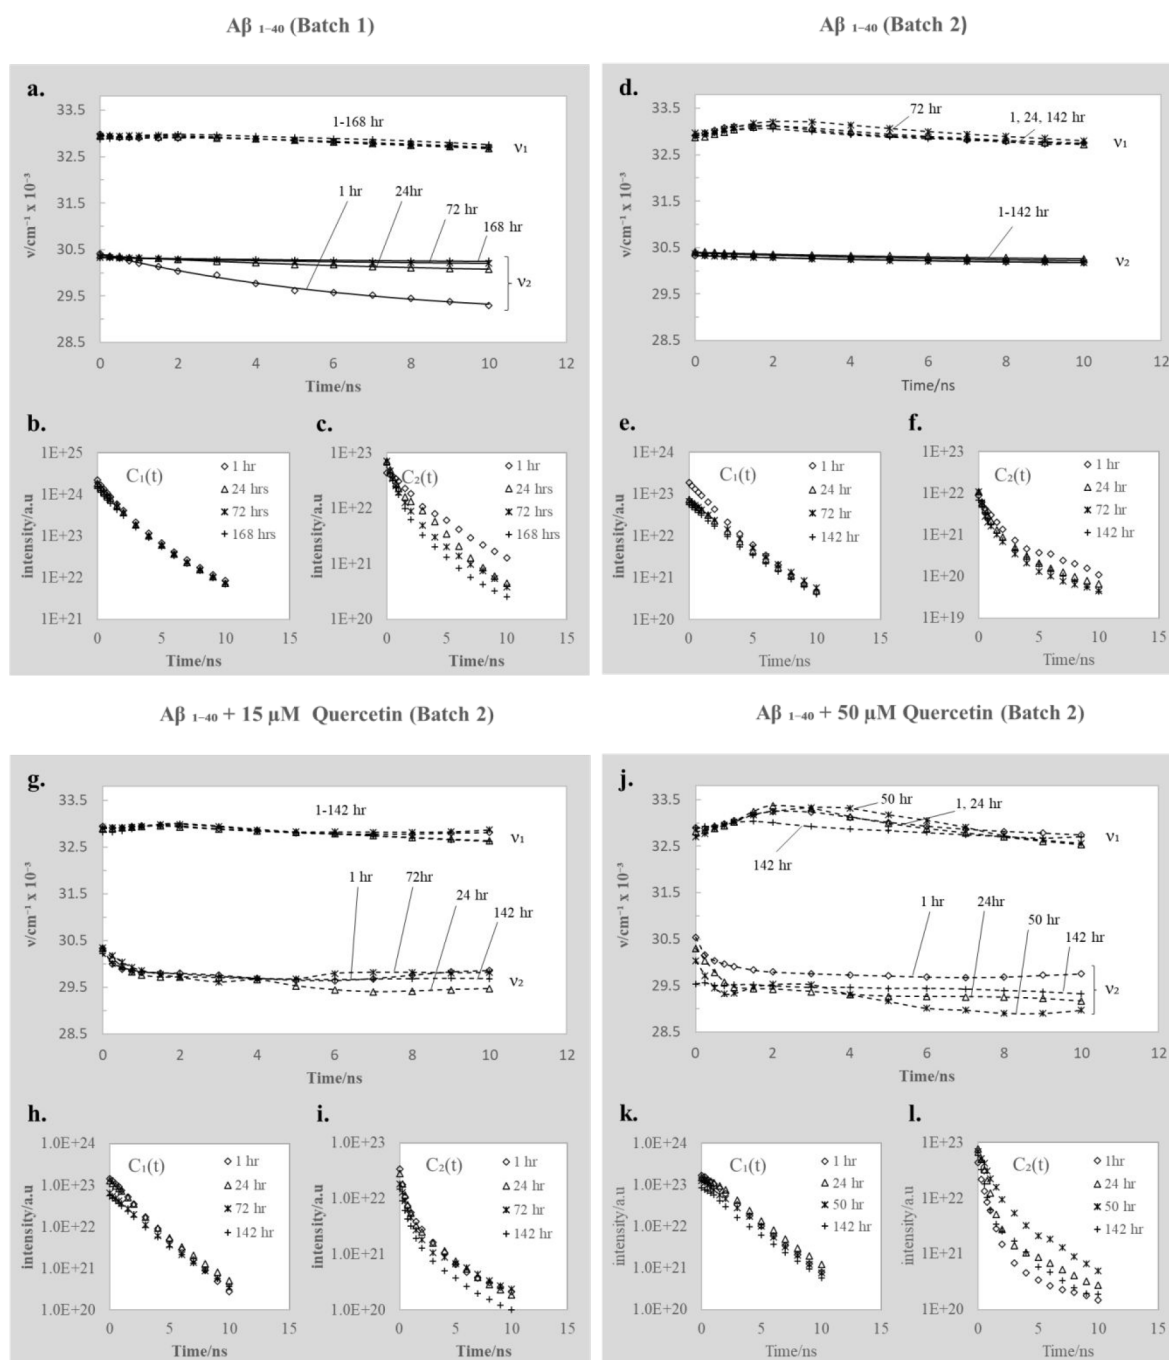 Aβ ₁₋₄₀ (Batch 1)
Aβ ₁₋₄₀ (Batch 2)
a.
33.5
32.5
31.5
30.5
29.5
28.5
ν/cm⁻¹ x 10⁻³
1-168 hr
ν₁
1 hr
24hr
72 hr
168 hr
ν₂
0 2 4 6 8 10 12
Time/ns
b.
1E+25
1E+24
1E+23
1E+22
1E+21
intensity/a.u
C₁(t)
1 hr
24 hrs
72 hrs
168 hrs
0 5 10 15
Time/ns
c.
1E+23
1E+22
1E+21
1E+20
intensity/a.u
C₂(t)
1 hr
24 hrs
72 hrs
168 hrs
0 5 10 15
Time/ns
d.
33.5
32.5
31.5
30.5
29.5
28.5
ν/cm⁻¹ x 10⁻³
72 hr
1, 24, 142 hr
ν₁
1-142 hr
ν₂
0 2 4 6 8 10 12
Time/ns
e.
1E+24
1E+23
1E+22
1E+21
1E+20
intensity/a.u
C₁(t)
1 hr
24 hr
72 hr
142 hr
0 5 10 15
Time/ns
f.
1E+23
1E+22
1E+21
1E+20
1E+19
intensity/a.u
C₂(t)
1 hr
24 hr
72 hr
142 hr
0 5 10 15
Time/ns
Aβ ₁₋₄₀ + 15 μM Quercetin (Batch 2)
Aβ ₁₋₄₀ + 50 μM Quercetin (Batch 2)
g.
33.5
32.5
31.5
30.5
29.5
28.5
ν/cm⁻¹ x 10⁻³
1-142 hr
ν₁
1 hr
72hr
24 hr
142 hr
ν₂
0 2 4 6 8 10 12
Time/ns
h.
1.0E+24
1.0E+23
1.0E+22
1.0E+21
1.0E+20
intensity/a.u
C₁(t)
1 hr
24 hr
72 hr
142 hr
0 5 10 15
Time/ns
i.
1.0E+23
1.0E+22
1.0E+21
1.0E+20
intensity/a.u
C₂(t)
1 hr
24 hr
72 hr
142 hr
0 5 10 15
Time/ns
j.
33.5
32.5
31.5
30.5
29.5
28.5
ν/cm⁻¹ x 10⁻³
50 hr
1, 24 hr
142 hr
ν₁
1 hr
24hr
50 hr
142 hr
ν₂
0 2 4 6 8 10 12
Time/ns
k.
1.0E+24
1.0E+23
1.0E+22
1.0E+21
1.0E+20
intensity/a.u
C₁(t)
1 hr
24 hr
50 hr
142 hr
0 5 10 15
Time/ns
l.
1E+23
1E+22
1E+21
1E+20
intensity/a.u
C₂(t)
1hr
24 hr
50 hr
142 hr
0 5 10 15
Time/ns